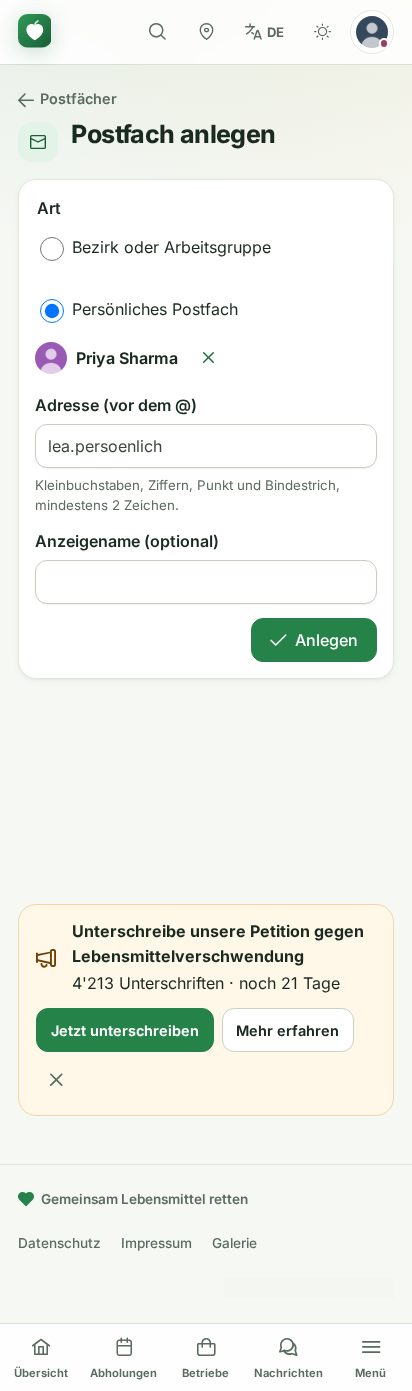 DE
Postfächer
Postfach anlegen
Art
Bezirk oder Arbeitsgruppe
Persönliches Postfach
Priya Sharma
Adresse (vor dem @)
lea.persoenlich
Kleinbuchstaben, Ziffern, Punkt und Bindestrich,
mindestens 2 Zeichen.
Anzeigename (optional)
Anlegen
Unterschreibe unsere Petition gegen
Lebensmittelverschwendung
4'213 Unterschriften · noch 21 Tage
Jetzt unterschreiben Mehr erfahren
Gemeinsam Lebensmittel retten
Datenschutz Impressum Galerie
Übersicht Abholungen Betriebe Nachrichten Menü